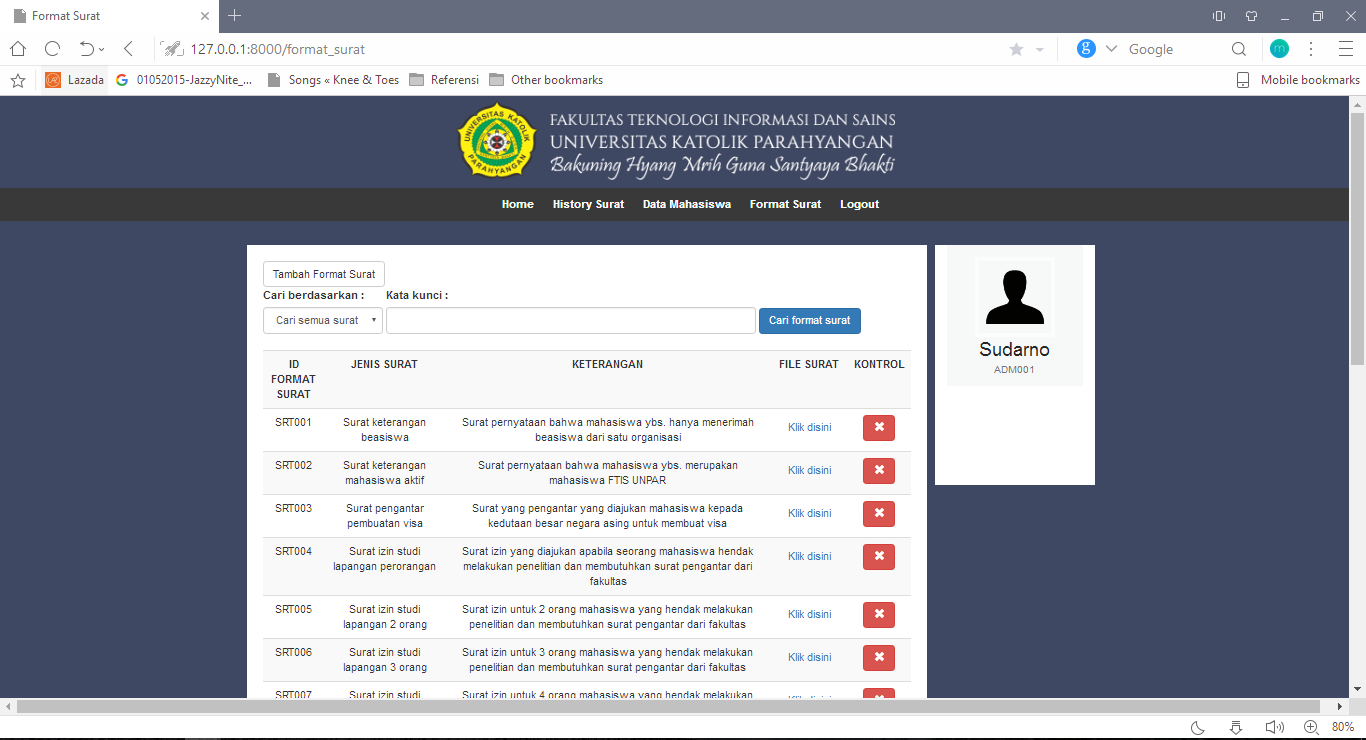 Format Surat
127.0.0.1:8000/format_surat
g
Google
m
Lazada
01052015-JazzyNite_...
Songs « Knee & Toes
Referensi
Other bookmarks
Mobile bookmarks
UNIVERSITAS KATOLIK
PARAHYANGAN
FAKULTAS TEKNOLOGI INFORMASI DAN SAINS
UNIVERSITAS KATOLIK PARAHYANGAN
Bakuning Hyang Mrih Guna Santyaya Bhakti
Home History Surat Data Mahasiswa Format Surat Logout
Tambah Format Surat
Cari berdasarkan : Kata kunci :
Cari semua surat Cari format surat
ID FORMAT SURAT JENIS SURAT KETERANGAN FILE SURAT KONTROL
SRT001
Surat keterangan
beasiswa
Surat pernyataan bahwa mahasiswa ybs. hanya menerimah
beasiswa dari satu organisasi
Klik disini
SRT002
Surat keterangan
mahasiswa aktif
Surat pernyataan bahwa mahasiswa ybs. merupakan
mahasiswa FTIS UNPAR
Klik disini
SRT003
Surat pengantar
pembuatan visa
Surat yang pengantar yang diajukan mahasiswa kepada
kedutaan besar negara asing untuk membuat visa
Klik disini
SRT004
Surat izin studi
lapangan perorangan
Surat izin yang diajukan apabila seorang mahasiswa hendak
melakukan penelitian dan membutuhkan surat pengantar dari
fakultas
Klik disini
SRT005
Surat izin studi
lapangan 2 orang
Surat izin untuk 2 orang mahasiswa yang hendak melakukan
penelitian dan membutuhkan surat pengantar dari fakultas
Klik disini
SRT006
Surat izin studi
lapangan 3 orang
Surat izin untuk 3 orang mahasiswa yang hendak melakukan
penelitian dan membutuhkan surat pengantar dari fakultas
Klik disini
SRT007
Surat izin studi
Surat izin untuk 4 orang mahasiswa yang hendak melakukan
Klik disini
Sudarno
ADM001
80%